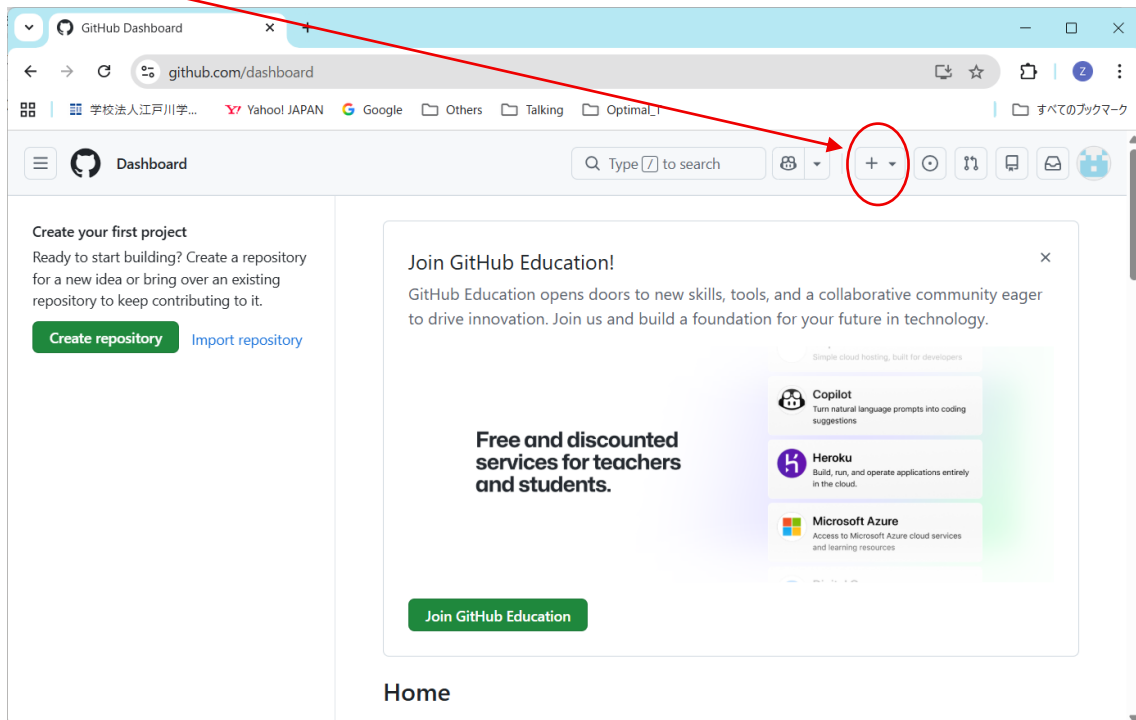 GitHub Dashboard
github.com/dashboard
Z
学校法人江戸川学... Yahoo! JAPAN Google Others Talking Optimal_T すべてのブックマーク
Dashboard
Type / to search
Create your first project
Ready to start building? Create a repository
for a new idea or bring over an existing
repository to keep contributing to it.
Create repository Import repository
Join GitHub Education!
GitHub Education opens doors to new skills, tools, and a collaborative community eager
to drive innovation. Join us and build a foundation for your future in technology.
Free and discounted
services for teachers
and students.
Simple cloud hosting, built for developers
Copilot
Turn natural language prompts into coding
suggestions
Heroku
Build, run, and operate applications entirely
in the cloud.
Microsoft Azure
Access to Microsoft Azure cloud services
and learning resources
Join GitHub Education
Home